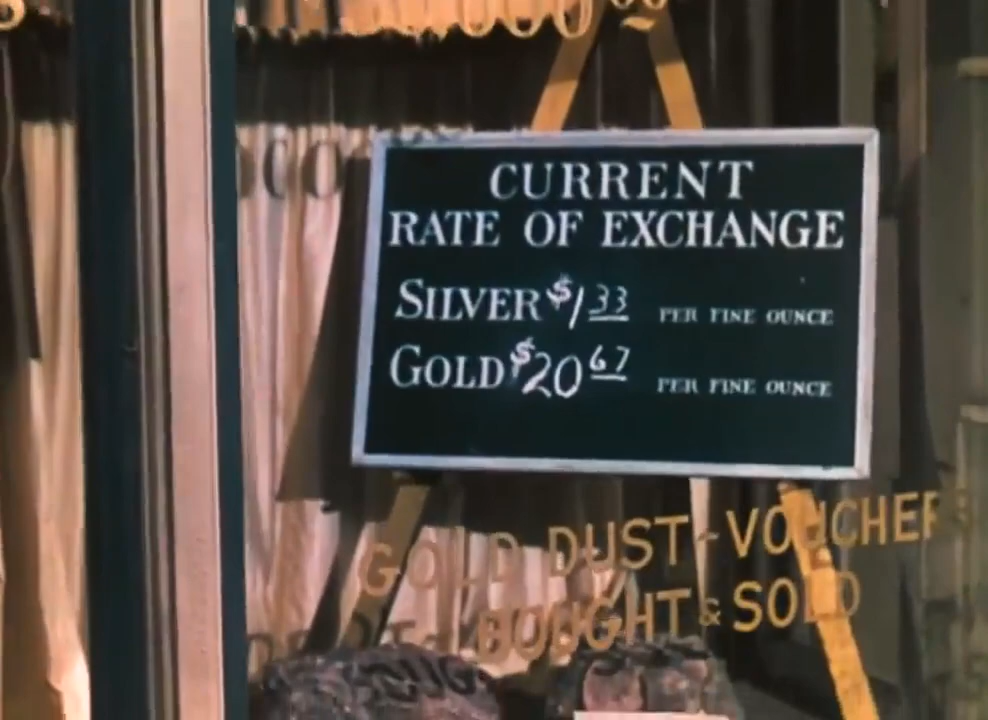 CURRENT
RATE OF EXCHANGE
SILVER $1.33 PER FINE OUNCE
GOLD $20.67 PER FINE OUNCE
GOLD DUST-VOUCHERS
BOUGHT & SOLD